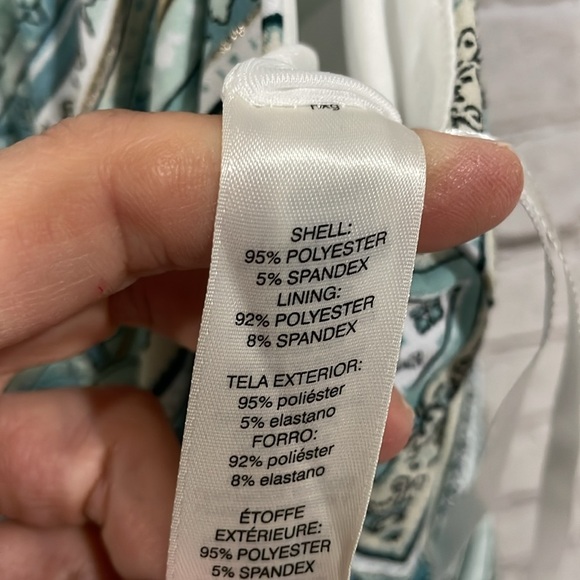 SHELL:
95% POLYESTER
5% SPANDEX
LINING:
92% POLYESTER
8% SPANDEX
TELA EXTERIOR:
95% poliéster
5% elastano
FORRO:
92% poliéster
8% elastano
ÉTOFFE
EXTÉRIEURE:
95% POLYESTER
5% SPANDEX